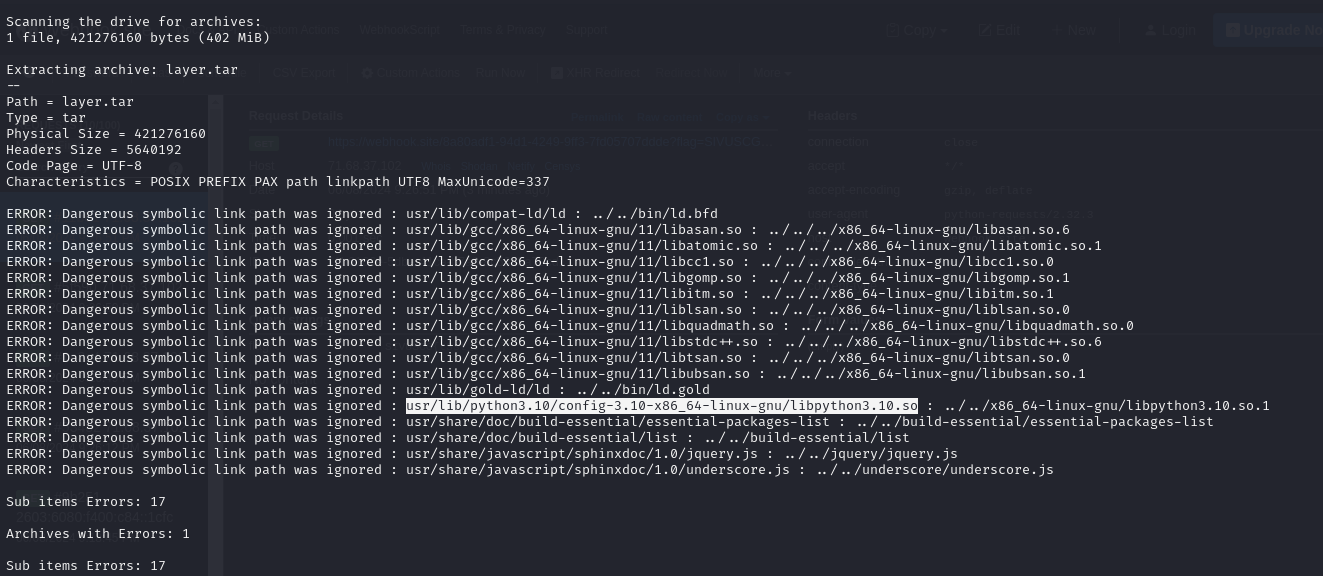 Scanning the drive for archives:
1 file, 421276160 bytes (402 MiB)
Extracting archive: layer.tar
--
Path = layer.tar
Type = tar
Physical Size = 421276160
Headers Size = 5640192
Code Page = UTF-8
Characteristics = POSIX PREFIX PAX path linkpath UTF8 MaxUnicode=337
ERROR: Dangerous symbolic link path was ignored : usr/lib/compat-ld/ld : ../../bin/ld.bfd
ERROR: Dangerous symbolic link path was ignored : usr/lib/gcc/x86_64-linux-gnu/11/libasan.so : ../../../x86_64-linux-gnu/libasan.so.6
ERROR: Dangerous symbolic link path was ignored : usr/lib/gcc/x86_64-linux-gnu/11/libatomic.so : ../../../x86_64-linux-gnu/libatomic.so.1
ERROR: Dangerous symbolic link path was ignored : usr/lib/gcc/x86_64-linux-gnu/11/libcc1.so : ../../../x86_64-linux-gnu/libcc1.so.0
ERROR: Dangerous symbolic link path was ignored : usr/lib/gcc/x86_64-linux-gnu/11/libgomp.so : ../../../x86_64-linux-gnu/libgomp.so.1
ERROR: Dangerous symbolic link path was ignored : usr/lib/gcc/x86_64-linux-gnu/11/libitm.so : ../../../x86_64-linux-gnu/libitm.so.1
ERROR: Dangerous symbolic link path was ignored : usr/lib/gcc/x86_64-linux-gnu/11/liblsan.so : ../../../x86_64-linux-gnu/liblsan.so.0
ERROR: Dangerous symbolic link path was ignored : usr/lib/gcc/x86_64-linux-gnu/11/libquadmath.so : ../../../x86_64-linux-gnu/libquadmath.so.0
ERROR: Dangerous symbolic link path was ignored : usr/lib/gcc/x86_64-linux-gnu/11/libstdc++.so : ../../../x86_64-linux-gnu/libstdc++.so.6
ERROR: Dangerous symbolic link path was ignored : usr/lib/gcc/x86_64-linux-gnu/11/libtsan.so : ../../../x86_64-linux-gnu/libtsan.so.0
ERROR: Dangerous symbolic link path was ignored : usr/lib/gcc/x86_64-linux-gnu/11/libubsan.so : ../../../x86_64-linux-gnu/libubsan.so.1
ERROR: Dangerous symbolic link path was ignored : usr/lib/gold-ld/ld : ../../bin/ld.gold
ERROR: Dangerous symbolic link path was ignored : usr/lib/python3.10/config-3.10-x86_64-linux-gnu/libpython3.10.so : ../../x86_64-linux-gnu/libpython3.10.so.1
ERROR: Dangerous symbolic link path was ignored : usr/share/doc/build-essential/essential-packages-list : ../../build-essential/essential-packages-list
ERROR: Dangerous symbolic link path was ignored : usr/share/doc/build-essential/list : ../../build-essential/list
ERROR: Dangerous symbolic link path was ignored : usr/share/javascript/sphinxdoc/1.0/jquery.js : ../../jquery/jquery.js
ERROR: Dangerous symbolic link path was ignored : usr/share/javascript/sphinxdoc/1.0/underscore.js : ../../underscore/underscore.js
Sub items Errors: 17
Archives with Errors: 1
Sub items Errors: 17